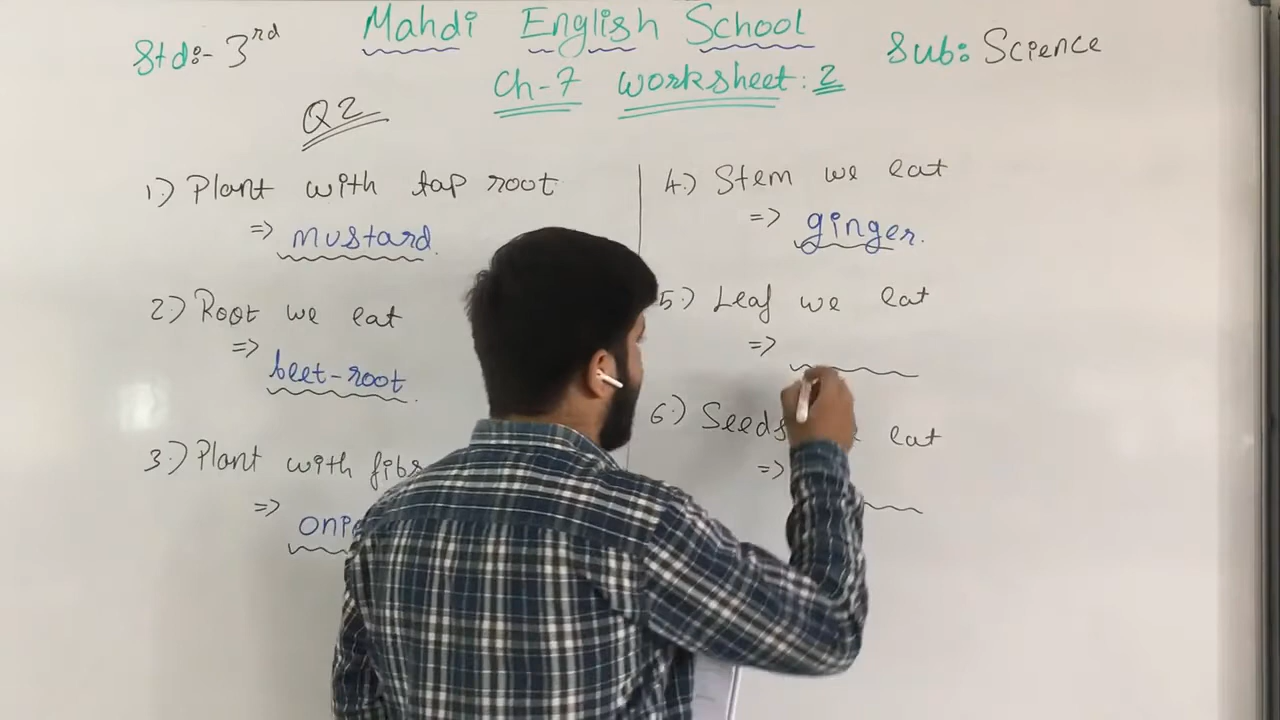 Mahdi English School
Std:- 3rd
Sub: Science
Ch-7 worksheet: 2
Q2
1.) Plant with tap root
=> mustard.
2.) Root we eat
=> beet-root.
3.) Plant with
=>
4.) Stem we eat
=> ginger.
5.) Leaf we eat
=>
6.) Seeds eat
=>